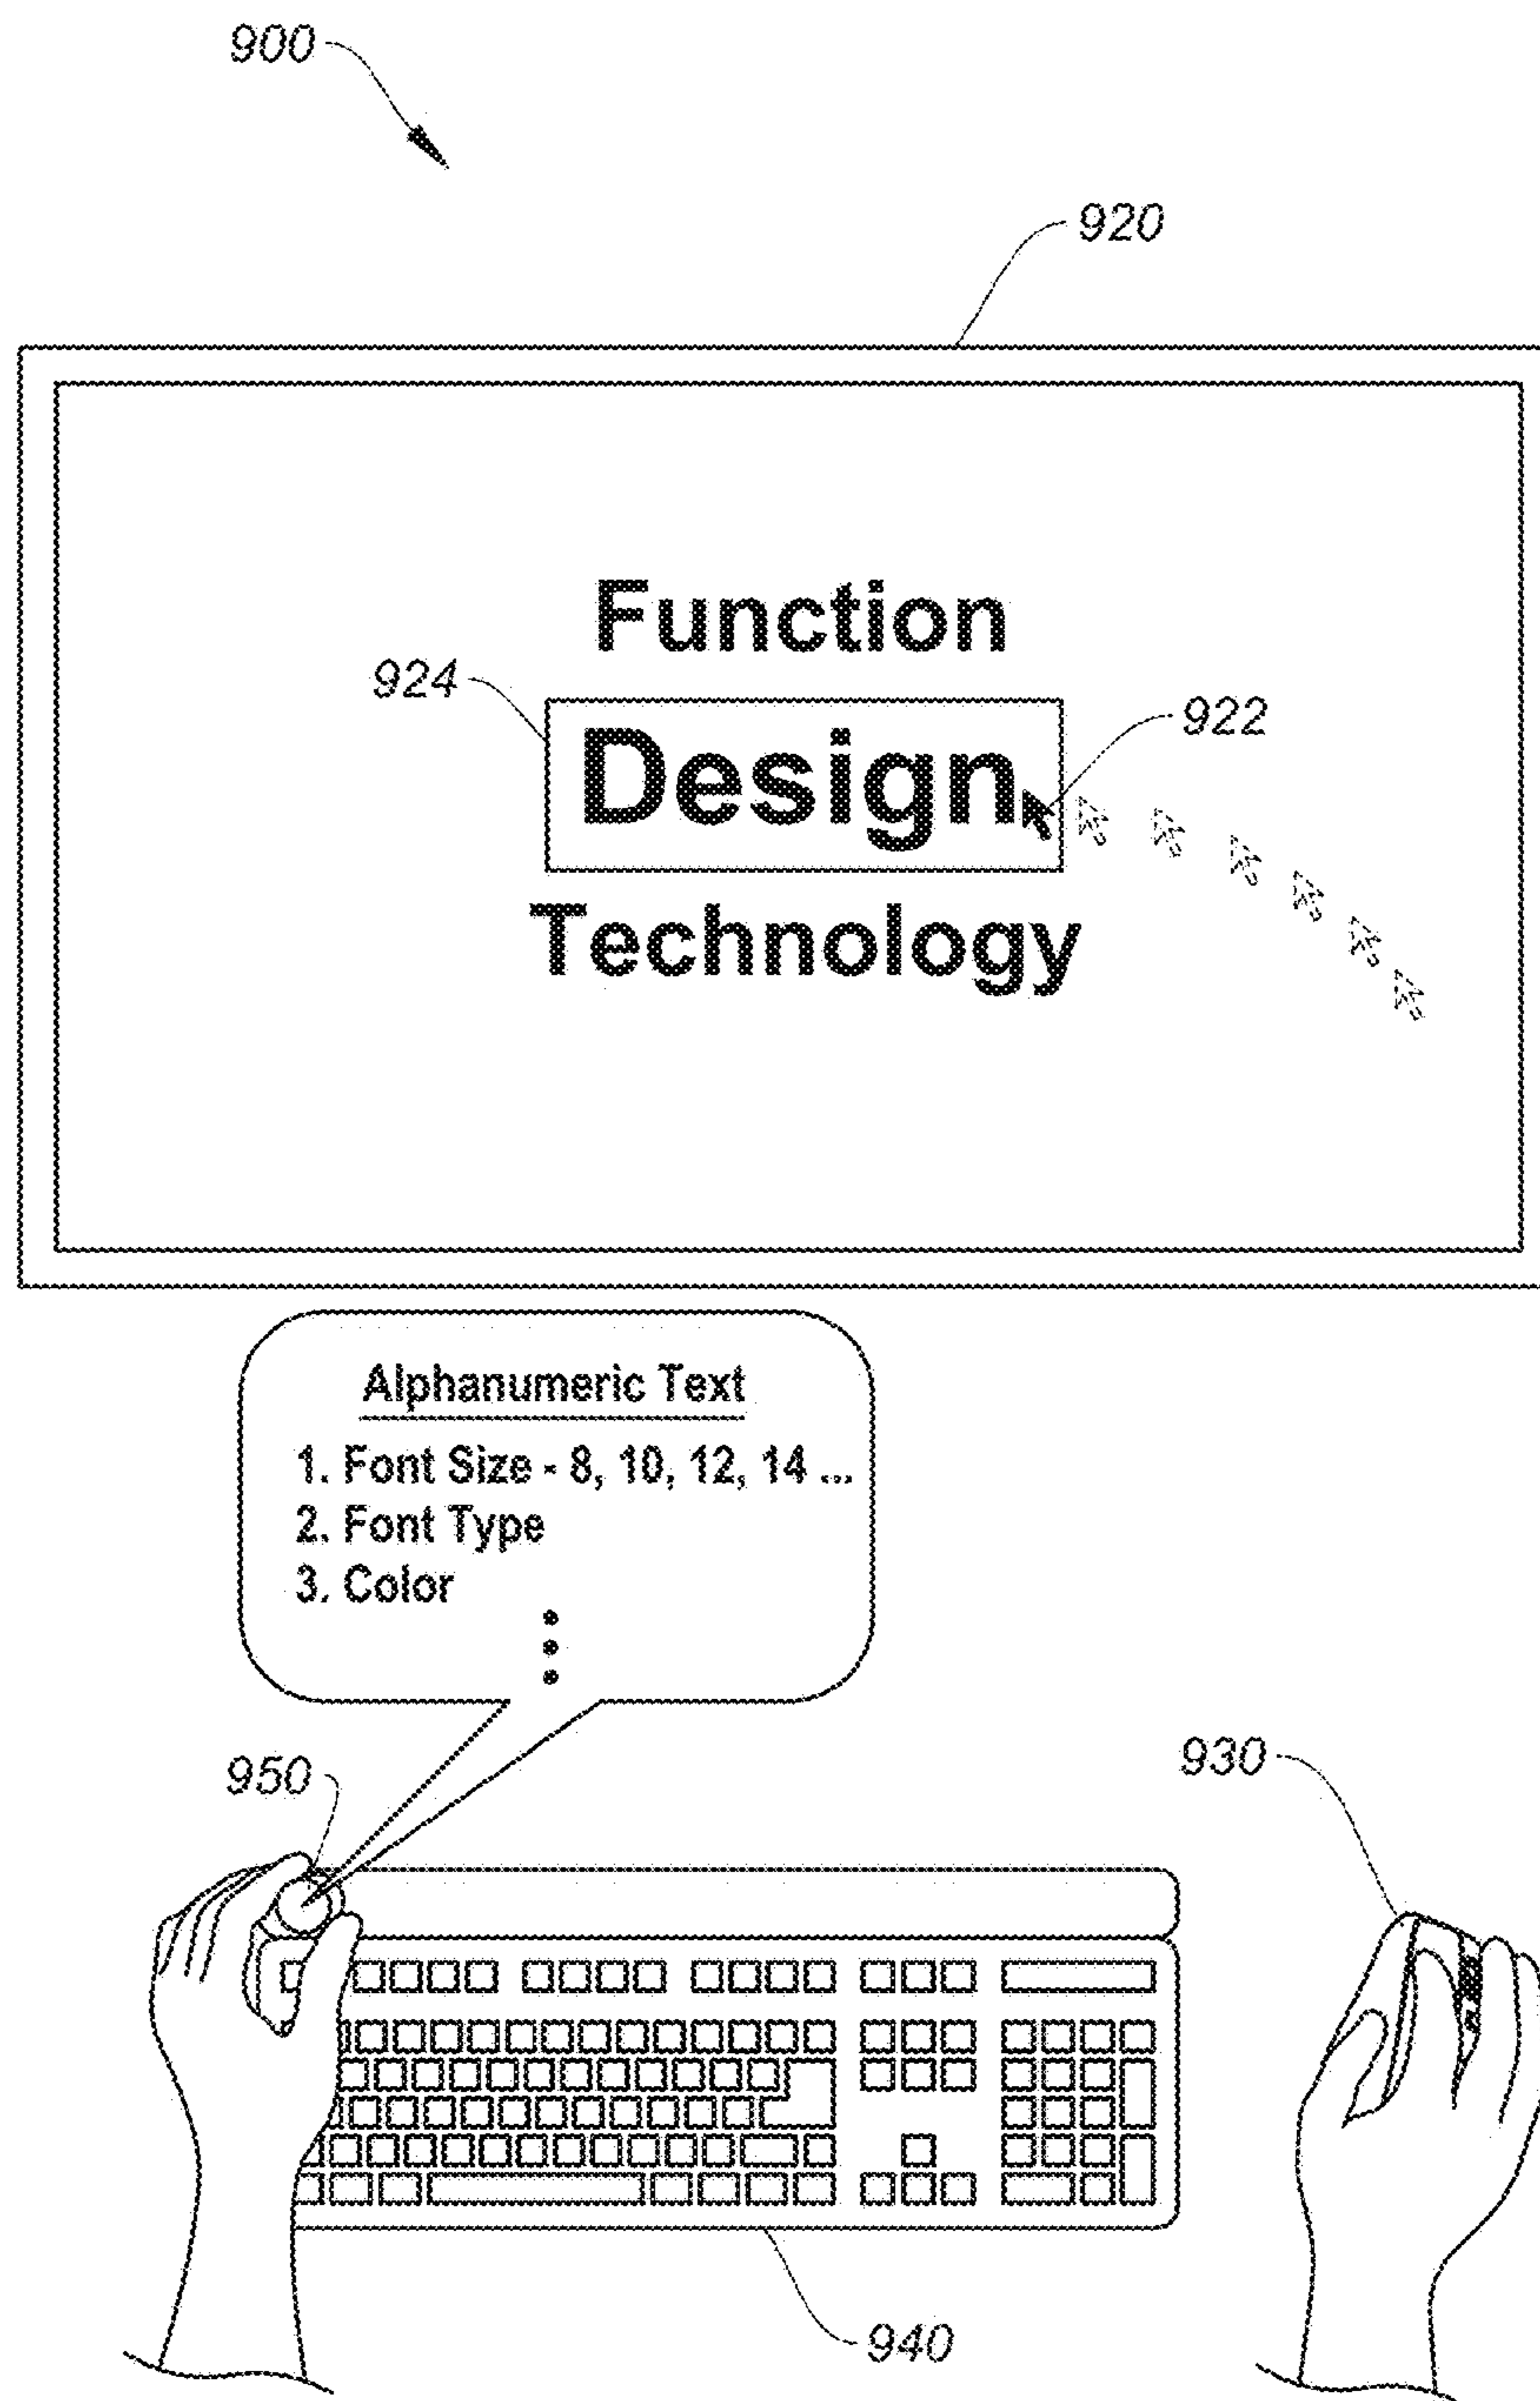 900
920
Function
924
Design
922
Technology
Alphanumeric Text
1. Font Size - 8, 10, 12, 14 ...
2. Font Type
3. Color
950
930
940